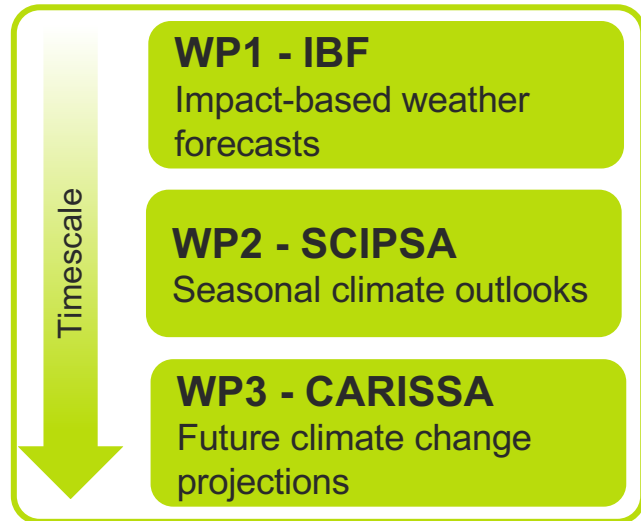 Timescale
WP1 - IBF
Impact-based weather
forecasts
WP2 - SCIPSA
Seasonal climate outlooks
WP3 - CARISSA
Future climate change
projections